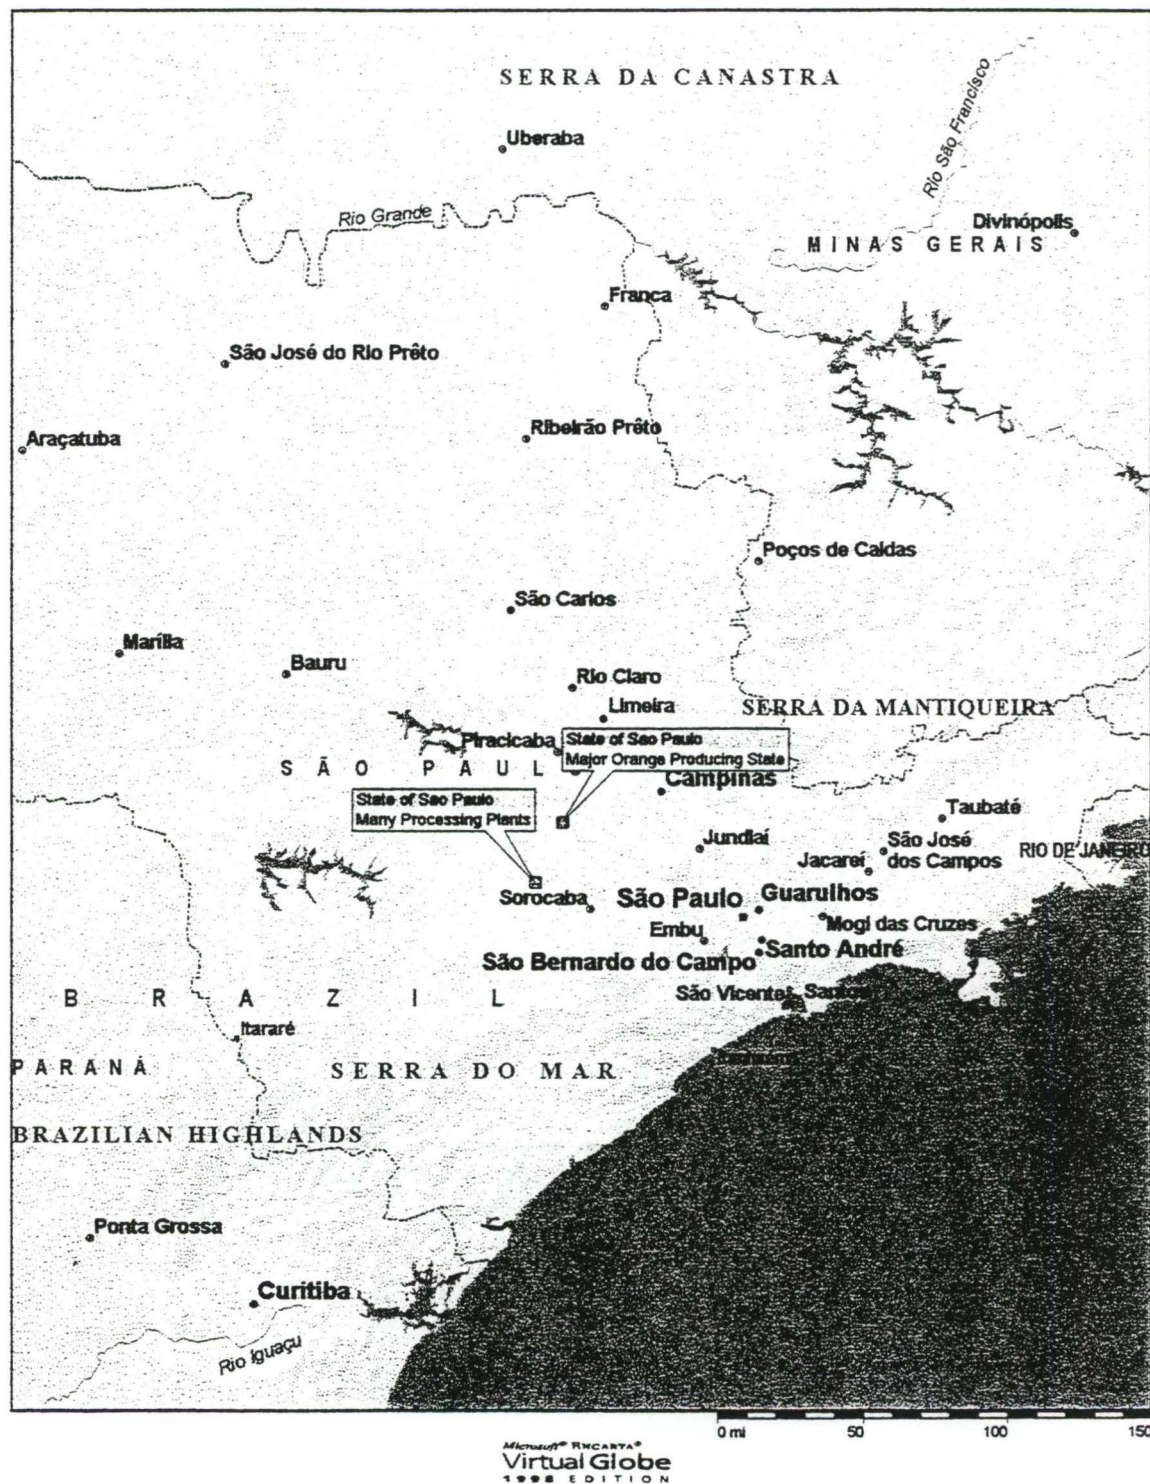 SERRA DA CANASTRA
Uberaba
Rio São Francisco
Rio Grande
Divinópolis
MINAS GERAIS
Franca
São José do Rio Prêto
Ribeirão Prêto
Araçatuba
Poços de Caldas
São Carlos
Marília
Bauru
Rio Claro
Limeira
SERRA DA MANTIQUEIRA
Piracicaba
State of Sao Paulo
Major Orange Producing State
SÃO PAUL
Campinas
State of Sao Paulo
Many Processing Plants
Taubaté
Jundiaí
São José
dos Campos
Jacareí
RIO DE JANEIRO
Sorocaba
São Paulo
Guarulhos
Mogi das Cruzes
Embu
Santo André
São Bernardo do Campo
São Vicente
Santos
BRAZIL
Itararé
PARANÁ
SERRA DO MAR
BRAZILIAN HIGHLANDS
Ponta Grossa
Curitiba
Rio Iguaçu
0 mi 50 100 150
Microsoft® ENCARTA®
Virtual Globe
1998 EDITION